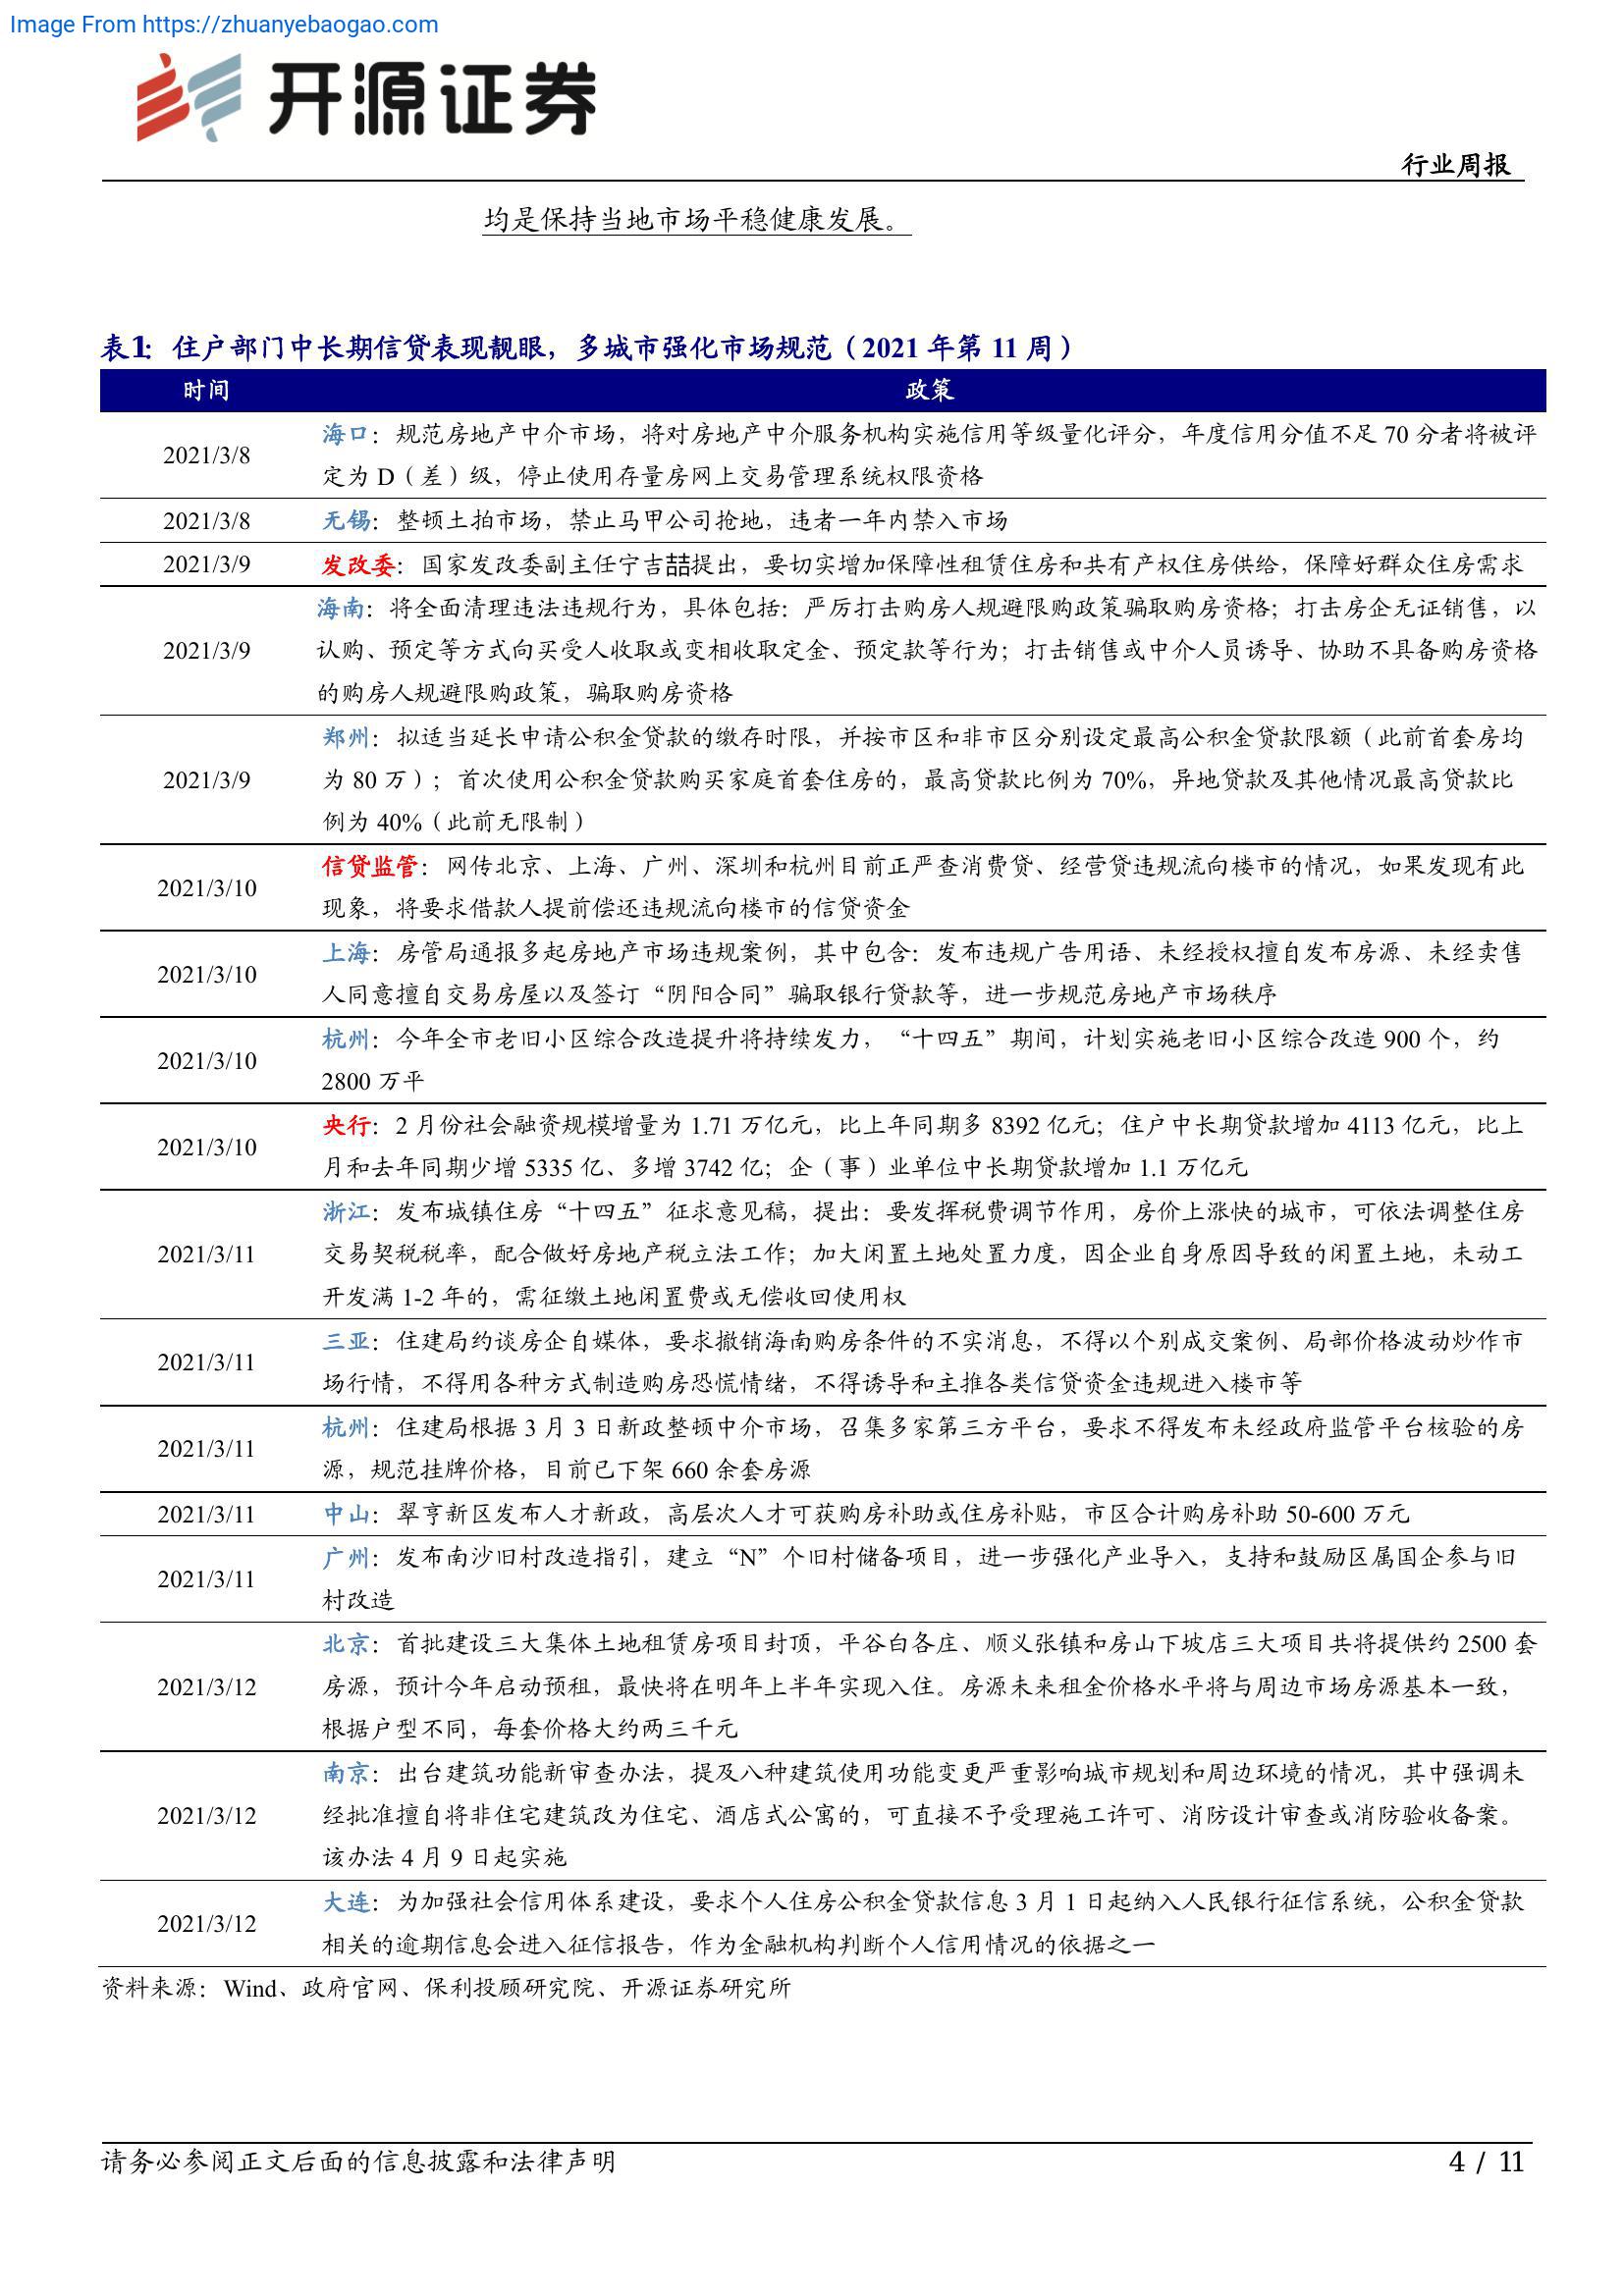 Image From https://zhuanyebaogao.com
开源证券
行业周报
均是保持当地市场平稳健康发展。
表1：住户部门中长期信贷表现靓眼，多城市强化市场规范（2021 年第 11 周）
时间 政策
2021/3/8 海口：规范房地产中介市场，将对房地产中介服务机构实施信用等级量化评分，年度信用分值不足 70 分者将被评
定为 D（差）级，停止使用存量房网上交易管理系统权限资格
2021/3/8 无锡：整顿土拍市场，禁止马甲公司抢地，违者一年内禁入市场
2021/3/9 发改委：国家发改委副主任宁吉喆提出，要切实增加保障性租赁住房和共有产权住房供给，保障好群众住房需求
2021/3/9 海南：将全面清理违法违规行为，具体包括：严厉打击购房人规避限购政策骗取购房资格；打击房企无证销售，以
认购、预定等方式向买受人收取或变相收取定金、预定款等行为；打击销售或中介人员诱导、协助不具备购房资格
的购房人规避限购政策，骗取购房资格
2021/3/9 郑州：拟适当延长申请公积金贷款的缴存时限，并按市区和非市区分别设定最高公积金贷款限额（此前首套房均
为 80 万）；首次使用公积金贷款购买家庭首套住房的，最高贷款比例为 70%，异地贷款及其他情况最高贷款比
例为 40%（此前无限制）
2021/3/10 信贷监管：网传北京、上海、广州、深圳和杭州目前正严查消费贷、经营贷违规流向楼市的情况，如果发现有此
现象，将要求借款人提前偿还违规流向楼市的信贷资金
2021/3/10 上海：房管局通报多起房地产市场违规案例，其中包含：发布违规广告用语、未经授权擅自发布房源、未经卖售
人同意擅自交易房屋以及签订“阴阳合同”骗取银行贷款等，进一步规范房地产市场秩序
2021/3/10 杭州：今年全市老旧小区综合改造提升将持续发力，“十四五”期间，计划实施老旧小区综合改造 900 个，约
2800 万平
2021/3/10 央行：2 月份社会融资规模增量为 1.71 万亿元，比上年同期多 8392 亿元；住户中长期贷款增加 4113 亿元，比上
月和去年同期少增 5335 亿、多增 3742 亿；企（事）业单位中长期贷款增加 1.1 万亿元
2021/3/11 浙江：发布城镇住房“十四五”征求意见稿，提出：要发挥税费调节作用，房价上涨快的城市，可依法调整住房
交易契税税率，配合做好房地产税立法工作；加大闲置土地处置力度，因企业自身原因导致的闲置土地，未动工
开发满 1-2 年的，需征缴土地闲置费或无偿收回使用权
2021/3/11 三亚：住建局约谈房企自媒体，要求撤销海南购房条件的不实消息，不得以个别成交案例、局部价格波动炒作市
场行情，不得用各种方式制造购房恐慌情绪，不得诱导和主推各类信贷资金违规进入楼市等
2021/3/11 杭州：住建局根据 3 月 3 日新政整顿中介市场，召集多家第三方平台，要求不得发布未经政府监管平台核验的房
源，规范挂牌价格，目前已下架 660 余套房源
2021/3/11 中山：翠亨新区发布人才新政，高层次人才可获购房补助或住房补贴，市区合计购房补助 50-600 万元
2021/3/11 广州：发布南沙旧村改造指引，建立“N”个旧村储备项目，进一步强化产业导入，支持和鼓励区属国企参与旧
村改造
2021/3/12 北京：首批建设三大集体土地租赁房项目封顶，平谷白各庄、顺义张镇和房山下坡店三大项目共将提供约 2500 套
房源，预计今年启动预租，最快将在明年上半年实现入住。房源未来租金价格水平将与周边市场房源基本一致，
根据户型不同，每套价格大约两三千元
2021/3/12 南京：出台建筑功能新审查办法，提及八种建筑使用功能变更严重影响城市规划和周边环境的情况，其中强调未
经批准擅自将非住宅建筑改为住宅、酒店式公寓的，可直接不予受理施工许可、消防设计审查或消防验收备案。
该办法 4 月 9 日起实施
2021/3/12 大连：为加强社会信用体系建设，要求个人住房公积金贷款信息 3 月 1 日起纳入人民银行征信系统，公积金贷款
相关的逾期信息会进入征信报告，作为金融机构判断个人信用情况的依据之一
资料来源：Wind、政府官网、保利投顾研究院、开源证券研究所
请务必参阅正文后面的信息披露和法律声明
4 / 11